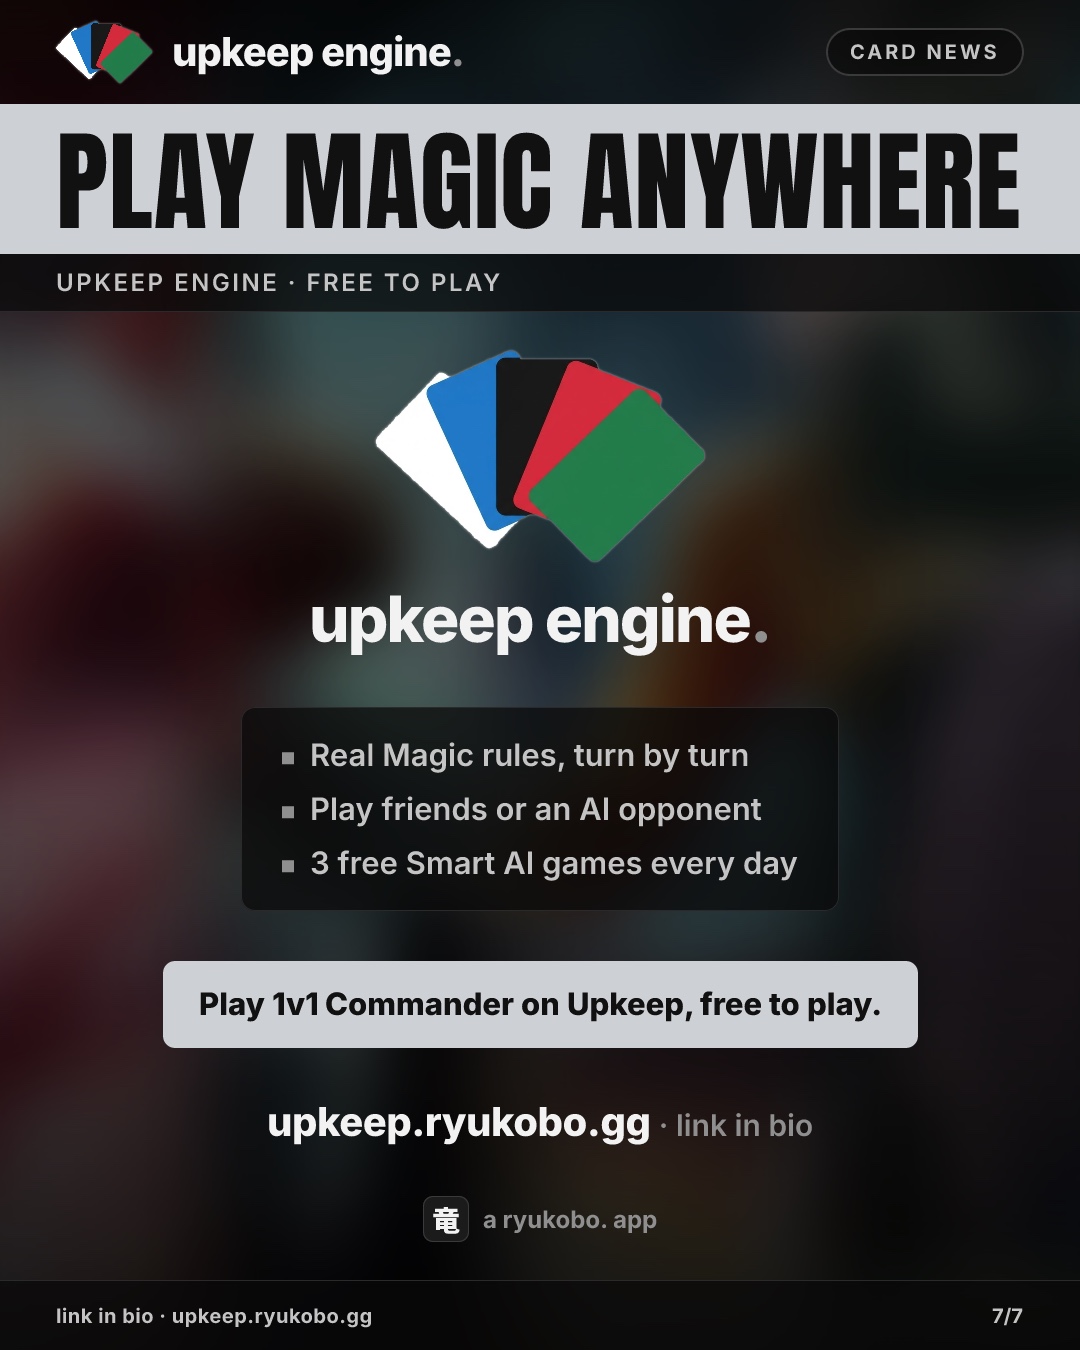 upkeep engine.
CARD NEWS
PLAY MAGIC ANYWHERE
UPKEEP ENGINE · FREE TO PLAY
upkeep engine.
Real Magic rules, turn by turn
Play friends or an AI opponent
3 free Smart AI games every day
Play 1v1 Commander on Upkeep, free to play.
upkeep.ryukobo.gg · link in bio
竜 a ryukobo. app
link in bio · upkeep.ryukobo.gg
7/7